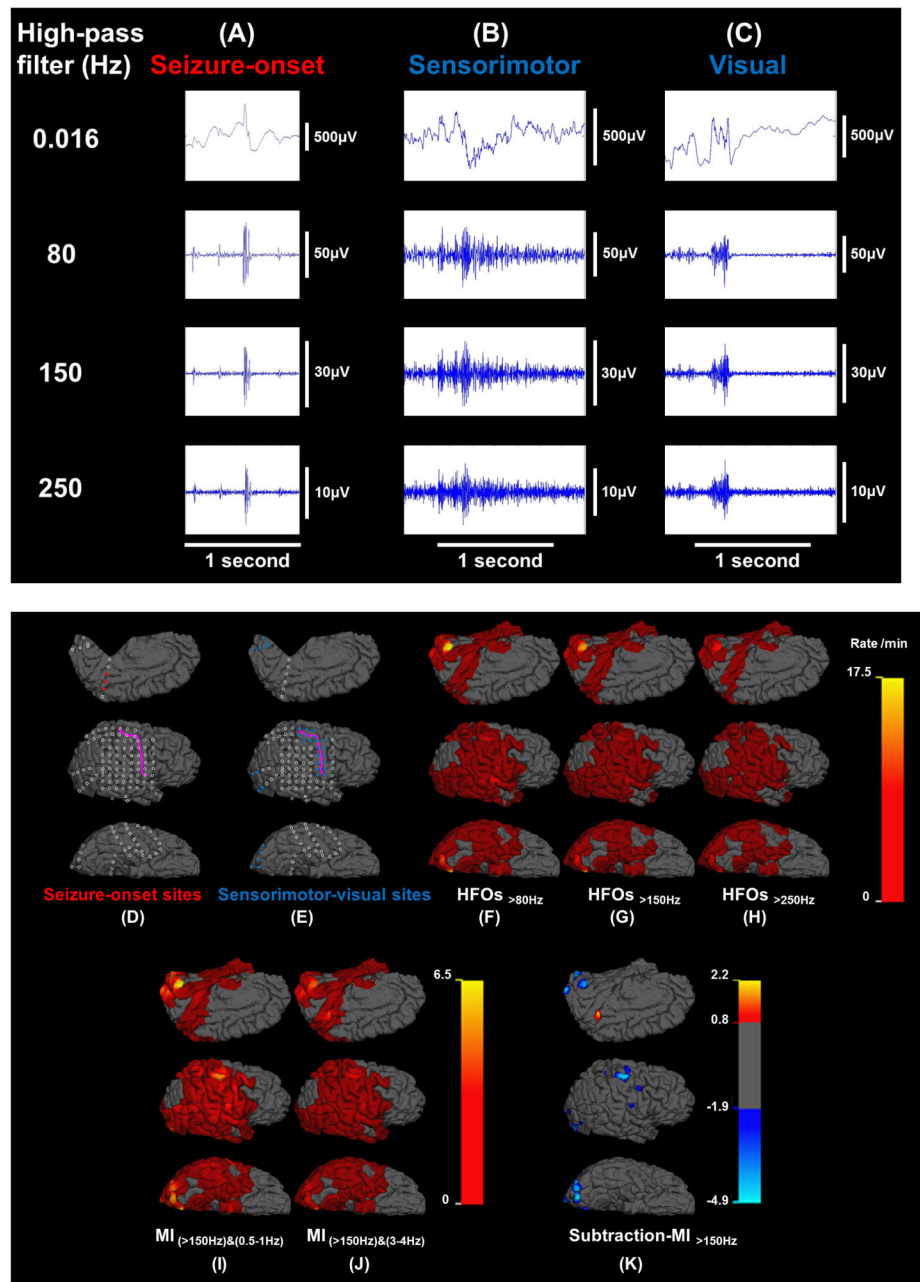 High-pass filter (Hz)
(A) (B) (C)
Seizure-onset Sensorimotor Visual
0.016 500µV 500µV 500µV
80 50µV 50µV 50µV
150 30µV 30µV 30µV
250 10µV 10µV 10µV
1 second 1 second 1 second
Rate /min
17.5
0
Seizure-onset sites Sensorimotor-visual sites HFOs >80Hz HFOs >150Hz HFOs >250Hz
(D) (E) (F) (G) (H)
6.5
0
2.2
0.8
-1.9
-4.9
MI (>150Hz)&(0.5-1Hz) MI (>150Hz)&(3-4Hz) Subtraction-MI >150Hz
(I) (J) (K)